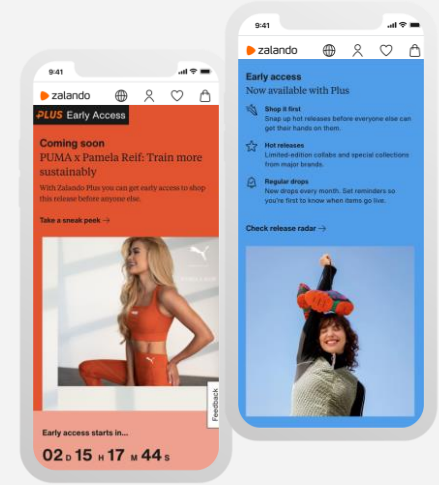 9:41
zalando
PLUS Early Access
Coming soon
PUMA x Pamela Reif: Train more
sustainably
With Zalando Plus you can get early access to shop
this release before anyone else.
Take a sneak peek →
Feedback
Early access starts in...
02 D 15 H 17 M 44 S
9:41
zalando
Early access
Now available with Plus
Shop it first
Snap up hot releases before everyone else can
get their hands on them.
Hot releases
Limited-edition collabs and special collections
from major brands.
Regular drops
New drops every month. Set reminders so
you're first to know when items go live.
Check release radar →